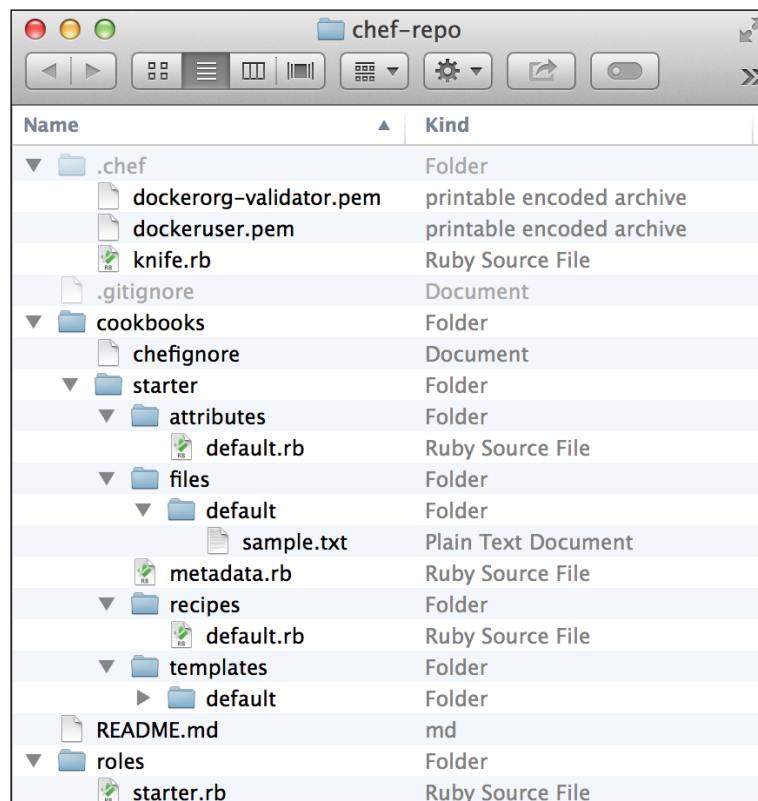 chef-repo
Name Kind
.chef Folder
dockerorg-validator.pem printable encoded archive
dockeruser.pem printable encoded archive
knife.rb Ruby Source File
.gitignore Document
cookbooks Folder
chefignore Document
starter Folder
attributes Folder
default.rb Ruby Source File
files Folder
default Folder
sample.txt Plain Text Document
metadata.rb Ruby Source File
recipes Folder
default.rb Ruby Source File
templates Folder
default Folder
README.md md
roles Folder
starter.rb Ruby Source File